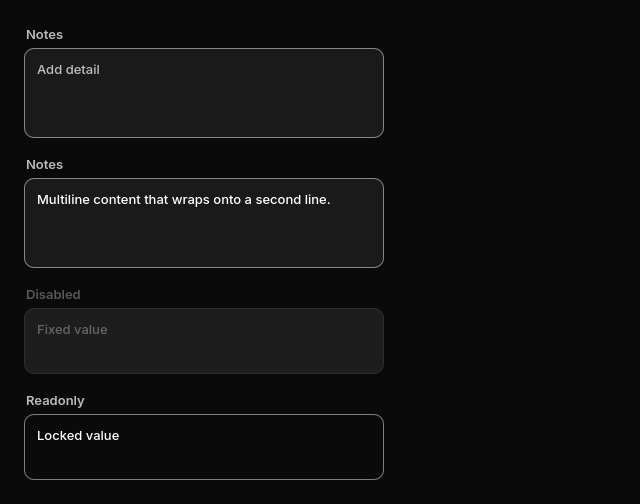 Notes
Add detail
Notes
Multiline content that wraps onto a second line.
Disabled
Fixed value
Readonly
Locked value